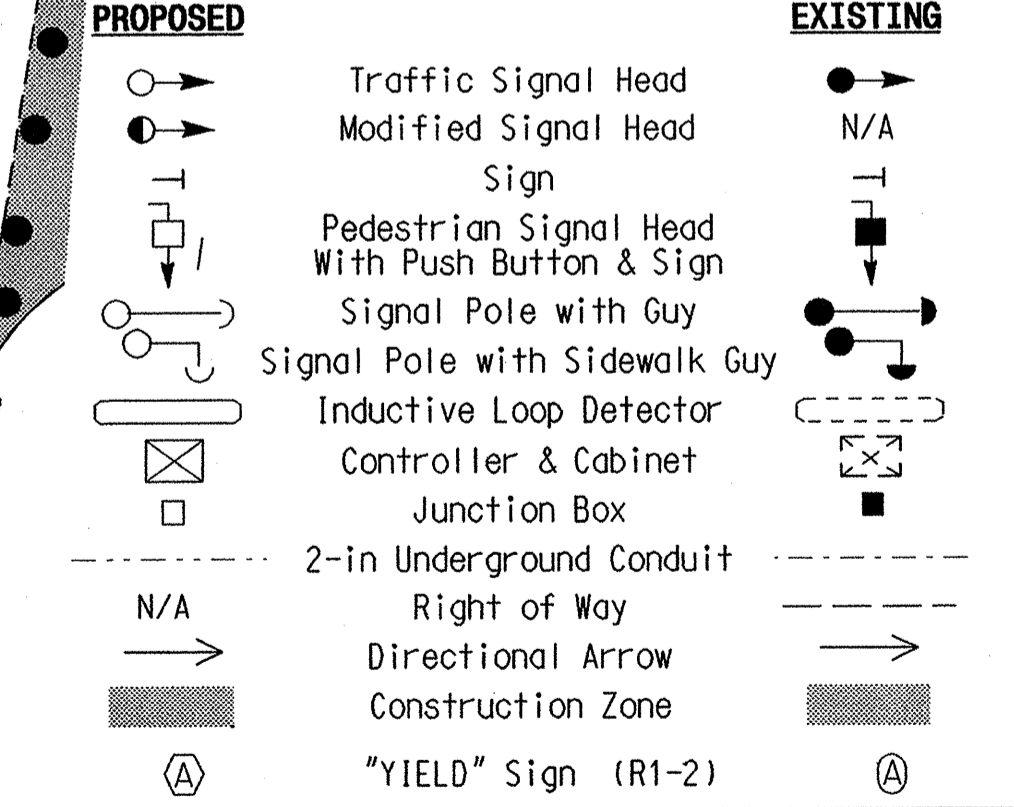 PROPOSED EXISTING
Traffic Signal Head
Modified Signal Head N/A
Sign
Pedestrian Signal Head
With Push Button & Sign
Signal Pole with Guy
Signal Pole with Sidewalk Guy
Inductive Loop Detector
Controller & Cabinet
Junction Box
2-in Underground Conduit
N/A Right of Way
Directional Arrow
Construction Zone
A "YIELD" Sign (R1-2) A